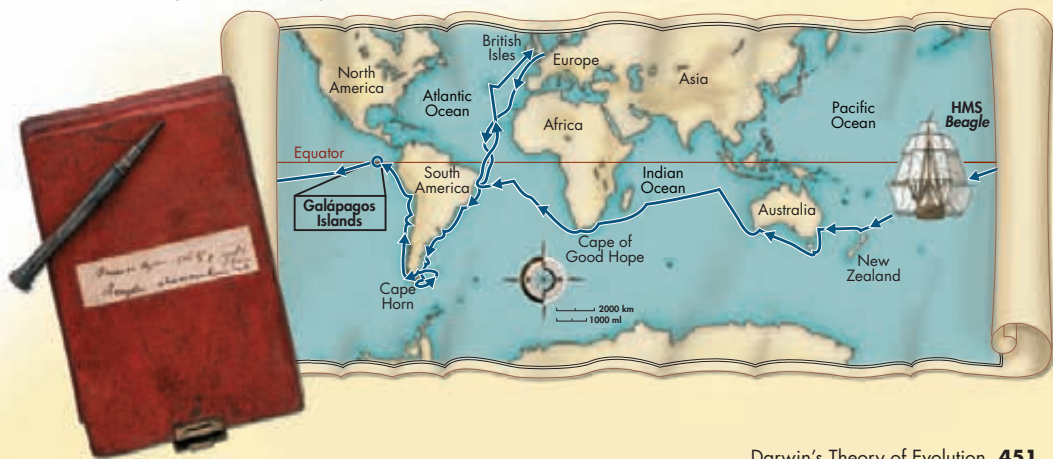 British
Isles
Europe
North
America
Asia
Atlantic
Ocean
Pacific
Ocean
HMS
Beagle
Africa
Equator
South
America
Indian
Ocean
Galápagos
Islands
Australia
Cape of
Good Hope
New
Zealand
Cape
Horn
2000 km
1000 mi
Darwin's Theory of Evolution 451